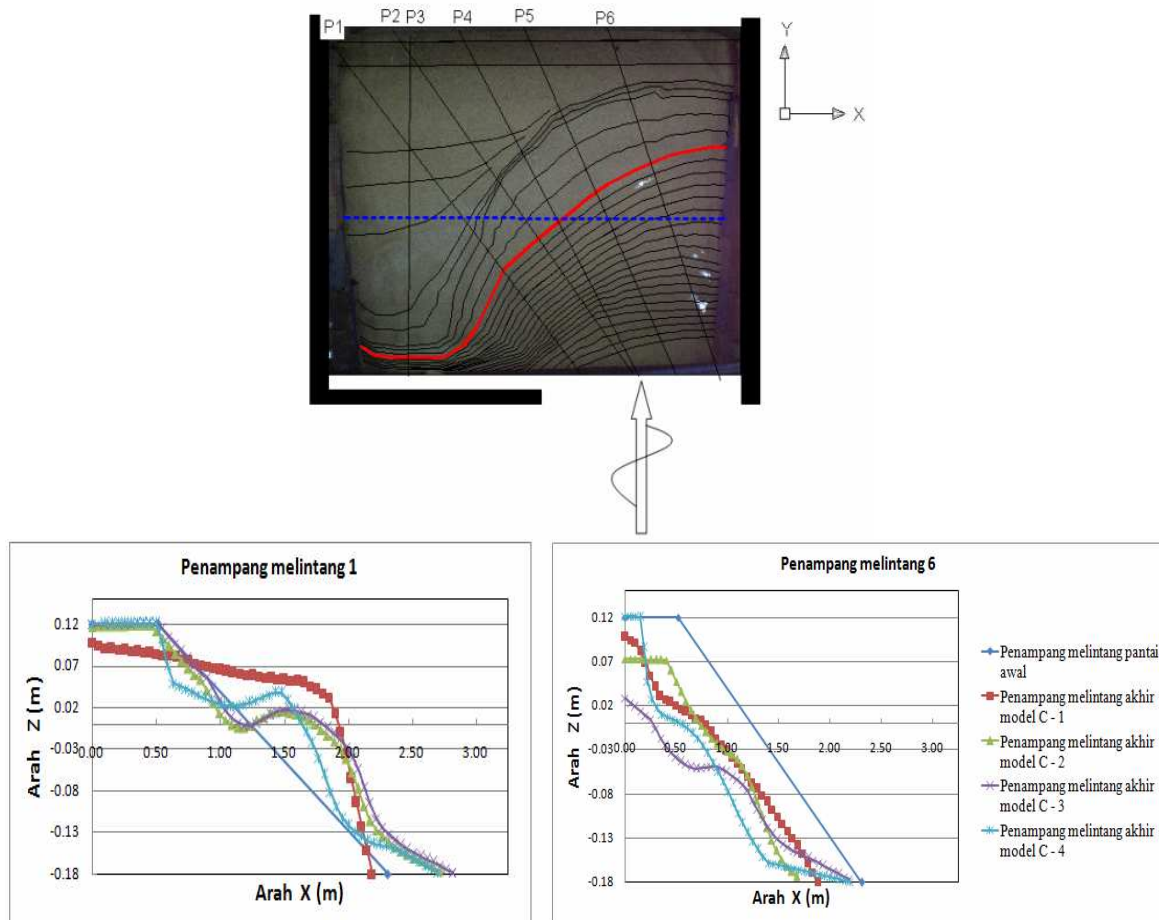 P1
P2 P3
P4
P5
P6
Y
X
Penampang melintang 1
0.12
0.07
0.02
-0.03
-0.08
-0.13
-0.18
Arah Z (m)
0.00 0.50 1.00 1.50 2.00 2.50 3.00
Arah X (m)
Penampang melintang 6
0.12
0.07
0.02
-0.03
-0.08
-0.13
-0.18
Arah Z (m)
0.00 0.50 1.00 1.50 2.00 2.50 3.00
Arah X (m)
Penampang melintang pantai
awal
Penampang melintang akhir
model C - 1
Penampang melintang akhir
model C - 2
Penampang melintang akhir
model C - 3
Penampang melintang akhir
model C - 4